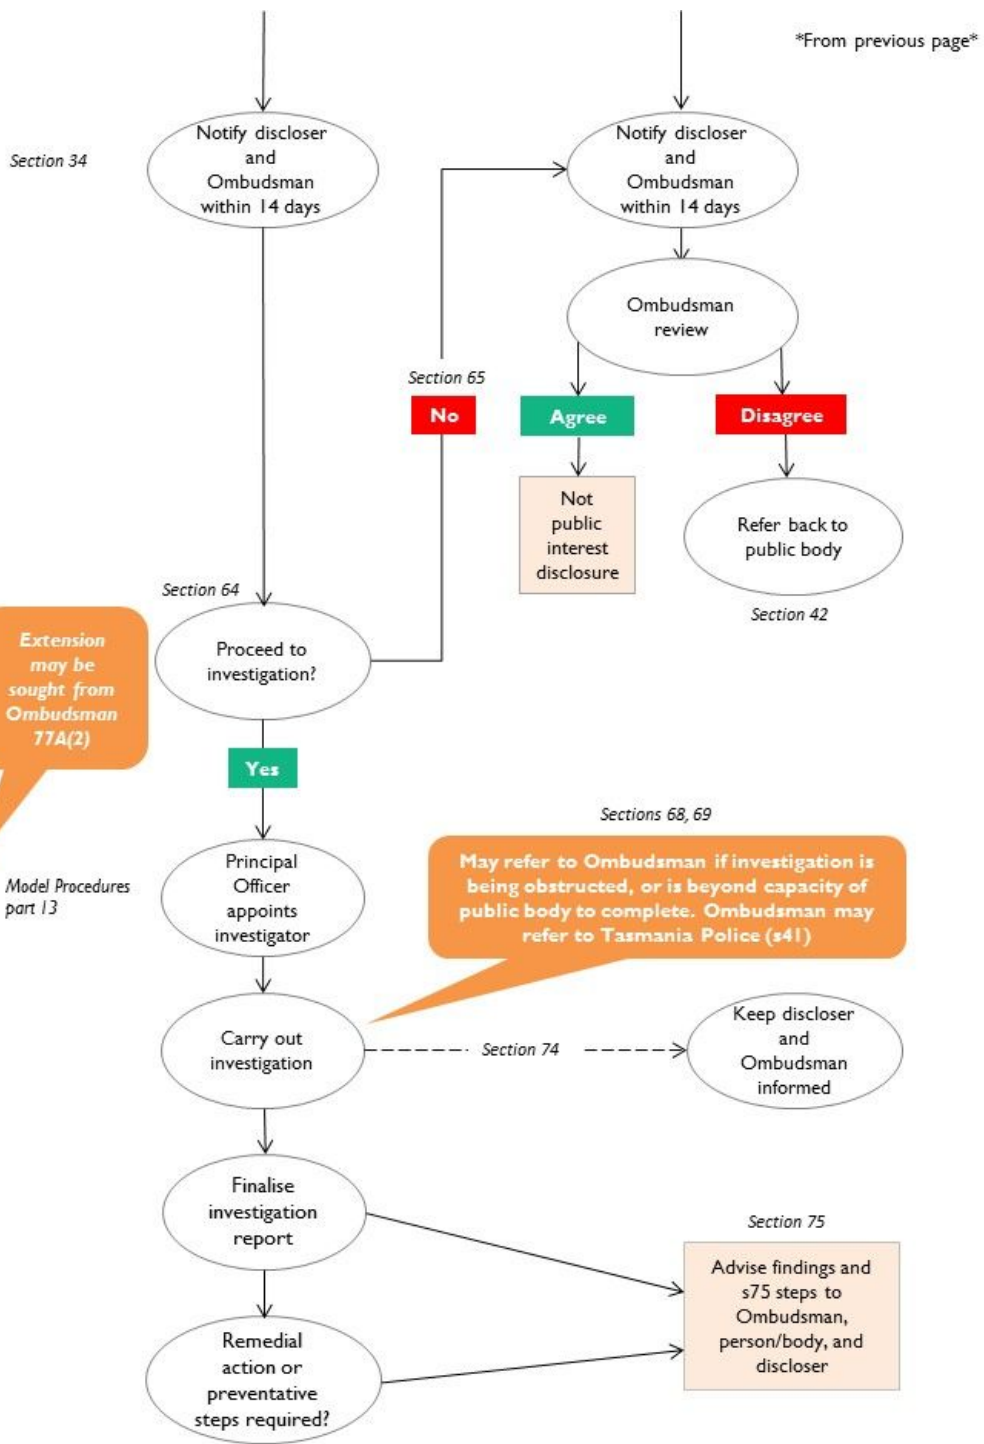 *From previous page*
Section 34
Notify discloser
and
Ombudsman
within 14 days
Notify discloser
and
Ombudsman
within 14 days
Ombudsman
review
Section 65
No
Agree
Disagree
Not
public
interest
disclosure
Refer back to
public body
Section 42
Section 64
Proceed to
investigation?
Extension
may be
sought from
Ombudsman
77A(2)
Yes
Sections 68, 69
May refer to Ombudsman if investigation is
being obstructed, or is beyond capacity of
public body to complete. Ombudsman may
refer to Tasmania Police (s41)
Model Procedures
part 13
Principal
Officer
appoints
investigator
Carry out
investigation
Section 74
Keep discloser
and
Ombudsman
informed
Finalise
investigation
report
Section 75
Advise findings and
s75 steps to
Ombudsman,
person/body, and
discloser
Remedial
action or
preventative
steps required?